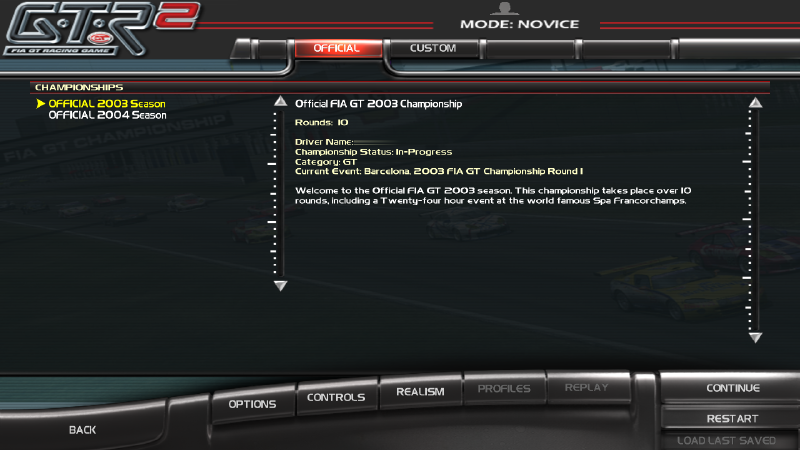 GTR2
FIA GT RACING GAME
MODE: NOVICE
OFFICIAL
CUSTOM
CHAMPIONSHIPS
OFFICIAL 2003 Season
OFFICIAL 2004 Season
Official FIA GT 2003 Championship
Rounds: 10
Driver Name:
Championship Status: In-Progress
Category: GT
Current Event: Barcelona, 2003 FIA GT Championship Round 1
Welcome to the Official FIA GT 2003 season. This championship takes place over 10
rounds, including a Twenty-four hour event at the world famous Spa Francorchamps.
FIA GT CHAMPIONSHIP
BACK
OPTIONS
CONTROLS
REALISM
PROFILES
REPLAY
CONTINUE
RESTART
LOAD LAST SAVED